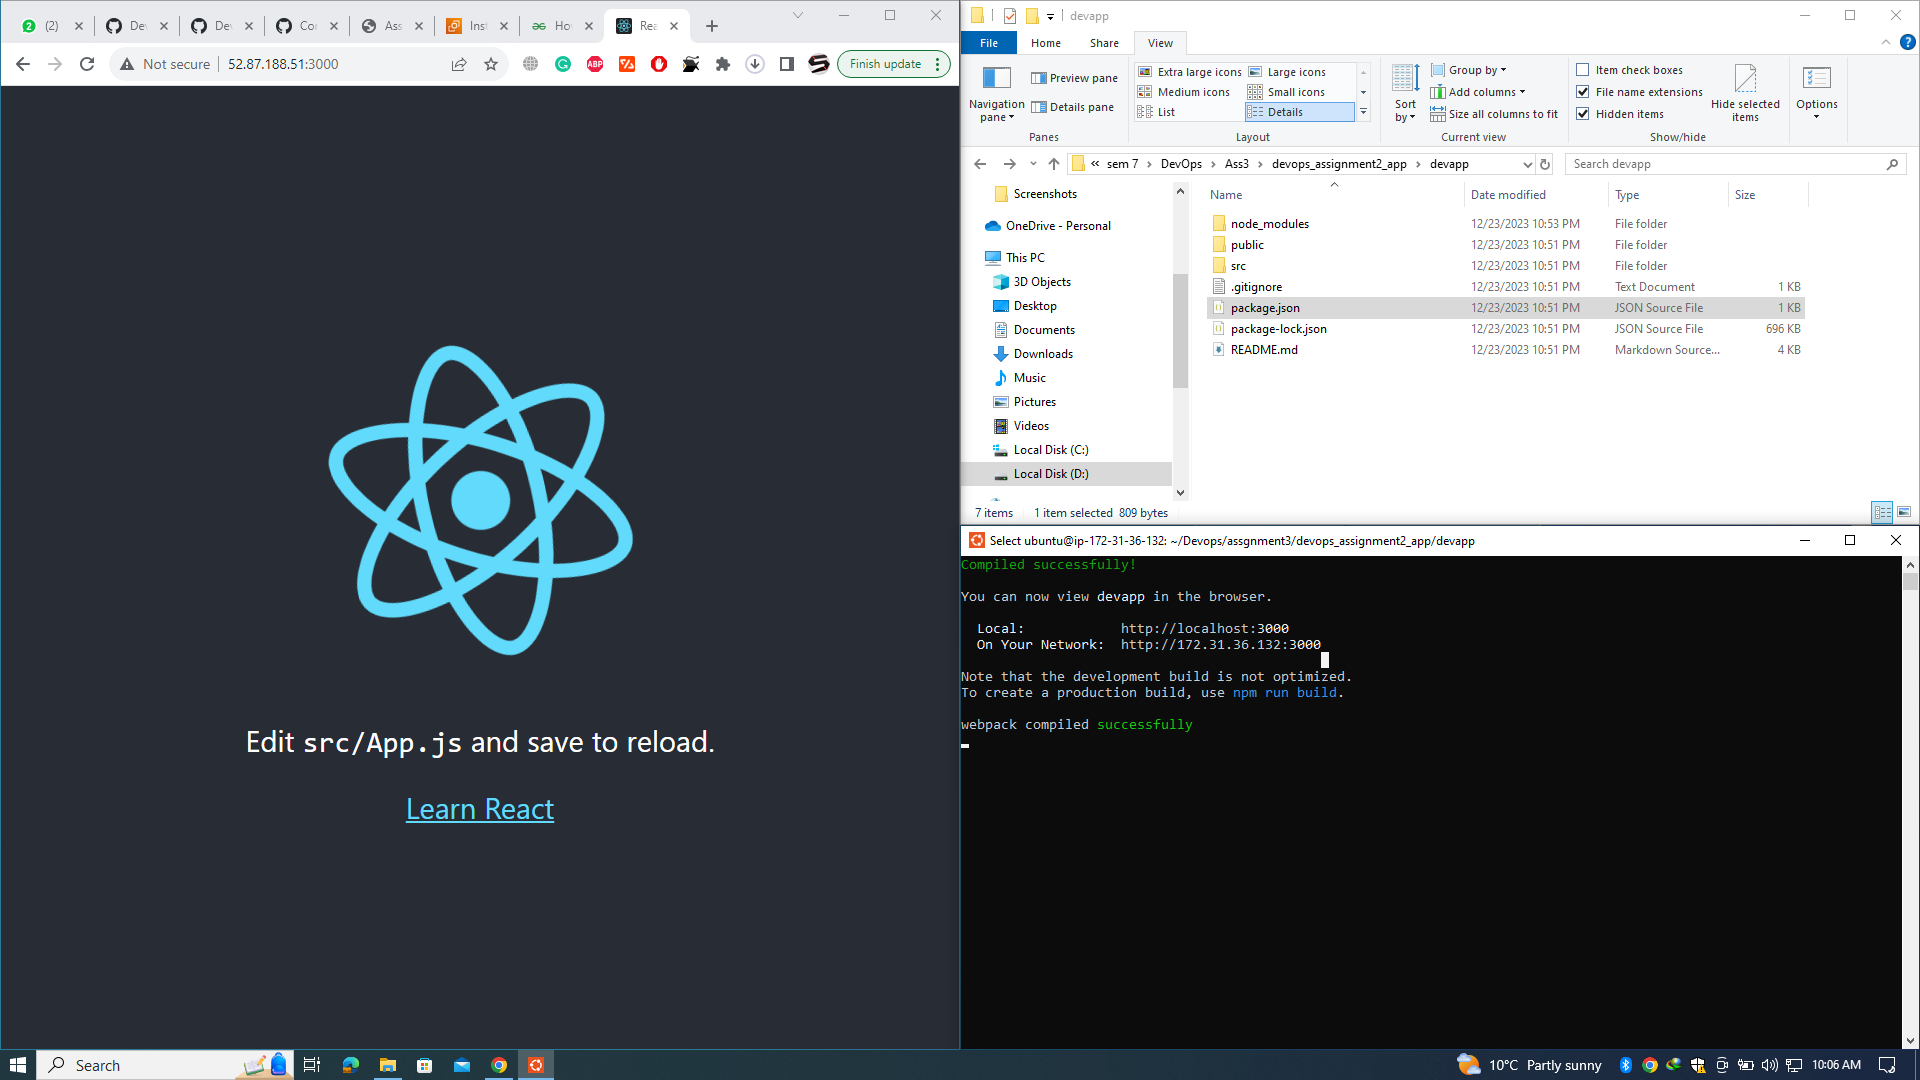 (2)
Dev
Dev
Cor
Ass
Inst
Ho
Rea
Not secure
52.87.188.51:3000
ABP
Finish update
Edit src/App.js and save to reload.
Learn React
devapp
File
Home
Share
View
Navigation pane
Preview pane
Details pane
Panes
Extra large icons
Large icons
Medium icons
Small icons
List
Details
Layout
Sort by
Group by
Add columns
Size all columns to fit
Current view
Item check boxes
File name extensions
Hidden items
Hide selected items
Show/hide
Options
« sem 7 > DevOps > Ass3 > devops_assignment2_app > devapp
Search devapp
Screenshots
OneDrive - Personal
This PC
3D Objects
Desktop
Documents
Downloads
Music
Pictures
Videos
Local Disk (C:)
Local Disk (D:)
Name Date modified Type Size
node_modules 12/23/2023 10:53 PM File folder
public 12/23/2023 10:51 PM File folder
src 12/23/2023 10:51 PM File folder
.gitignore 12/23/2023 10:51 PM Text Document 1 KB
package.json 12/23/2023 10:51 PM JSON Source File 1 KB
package-lock.json 12/23/2023 10:51 PM JSON Source File 696 KB
README.md 12/23/2023 10:51 PM Markdown Source... 4 KB
7 items 1 item selected 809 bytes
Select ubuntu@ip-172-31-36-132: ~/Devops/assgnment3/devops_assignment2_app/devapp
Compiled successfully!
You can now view devapp in the browser.
Local: http://localhost:3000
On Your Network: http://172.31.36.132:3000
Note that the development build is not optimized.
To create a production build, use npm run build.
webpack compiled successfully
Search
10°C Partly sunny
10:06 AM